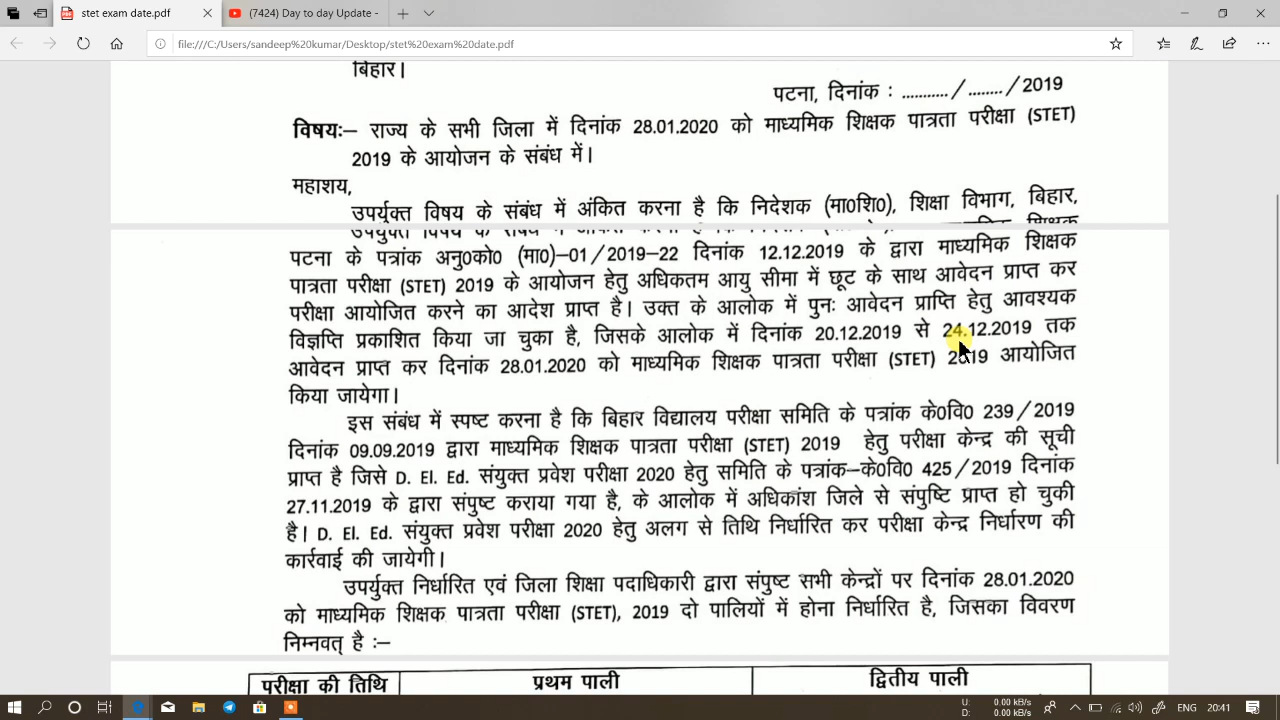 stet exam date.pdf
(7424) Day to day Update -
file:///C:/Users/sandeep%20kumar/Desktop/stet%20exam%20date.pdf
बिहार।
पटना, दिनांक : .........../......../2019
विषयः– राज्य के सभी जिला में दिनांक 28.01.2020 को माध्यमिक शिक्षक पात्रता परीक्षा (STET)
2019 के आयोजन के संबंध में।
महाशय,
उपर्युक्त विषय के संबंध में अंकित करना है कि निदेशक (मा0शि0), शिक्षा विभाग, बिहार,
पटना के पत्रांक अनु0को0 (मा0)–01/2019–22 दिनांक 12.12.2019 के द्वारा माध्यमिक शिक्षक
पात्रता परीक्षा (STET) 2019 के आयोजन हेतु अधिकतम आयु सीमा में छूट के साथ आवेदन प्राप्त कर
परीक्षा आयोजित करने का आदेश प्राप्त है। उक्त के आलोक में पुनः आवेदन प्राप्ति हेतु आवश्यक
विज्ञप्ति प्रकाशित किया जा चुका है, जिसके आलोक में दिनांक 20.12.2019 से 24.12.2019 तक
आवेदन प्राप्त कर दिनांक 28.01.2020 को माध्यमिक शिक्षक पात्रता परीक्षा (STET) 2019 आयोजित
किया जायेगा।
इस संबंध में स्पष्ट करना है कि बिहार विद्यालय परीक्षा समिति के पत्रांक के0वि0 239/2019
दिनांक 09.09.2019 द्वारा माध्यमिक शिक्षक पात्रता परीक्षा (STET) 2019 हेतु परीक्षा केन्द्र की सूची
प्राप्त है जिसे D. El. Ed. संयुक्त प्रवेश परीक्षा 2020 हेतु समिति के पत्रांक–के0वि0 425/2019 दिनांक
27.11.2019 के द्वारा संपुष्ट कराया गया है, के आलोक में अधिकांश जिले से संपुष्टि प्राप्त हो चुकी
है। D. El. Ed. संयुक्त प्रवेश परीक्षा 2020 हेतु अलग से तिथि निर्धारित कर परीक्षा केन्द्र निर्धारण की
कार्रवाई की जायेगी।
उपर्युक्त निर्धारित एवं जिला शिक्षा पदाधिकारी द्वारा संपुष्ट सभी केन्द्रों पर दिनांक 28.01.2020
को माध्यमिक शिक्षक पात्रता परीक्षा (STET), 2019 दो पालियों में होना निर्धारित है, जिसका विवरण
निम्नवत् है :–
परीक्षा की तिथि प्रथम पाली द्वितीय पाली
U: 0.00 kB/s
D: 0.00 kB/s
ENG 20:41